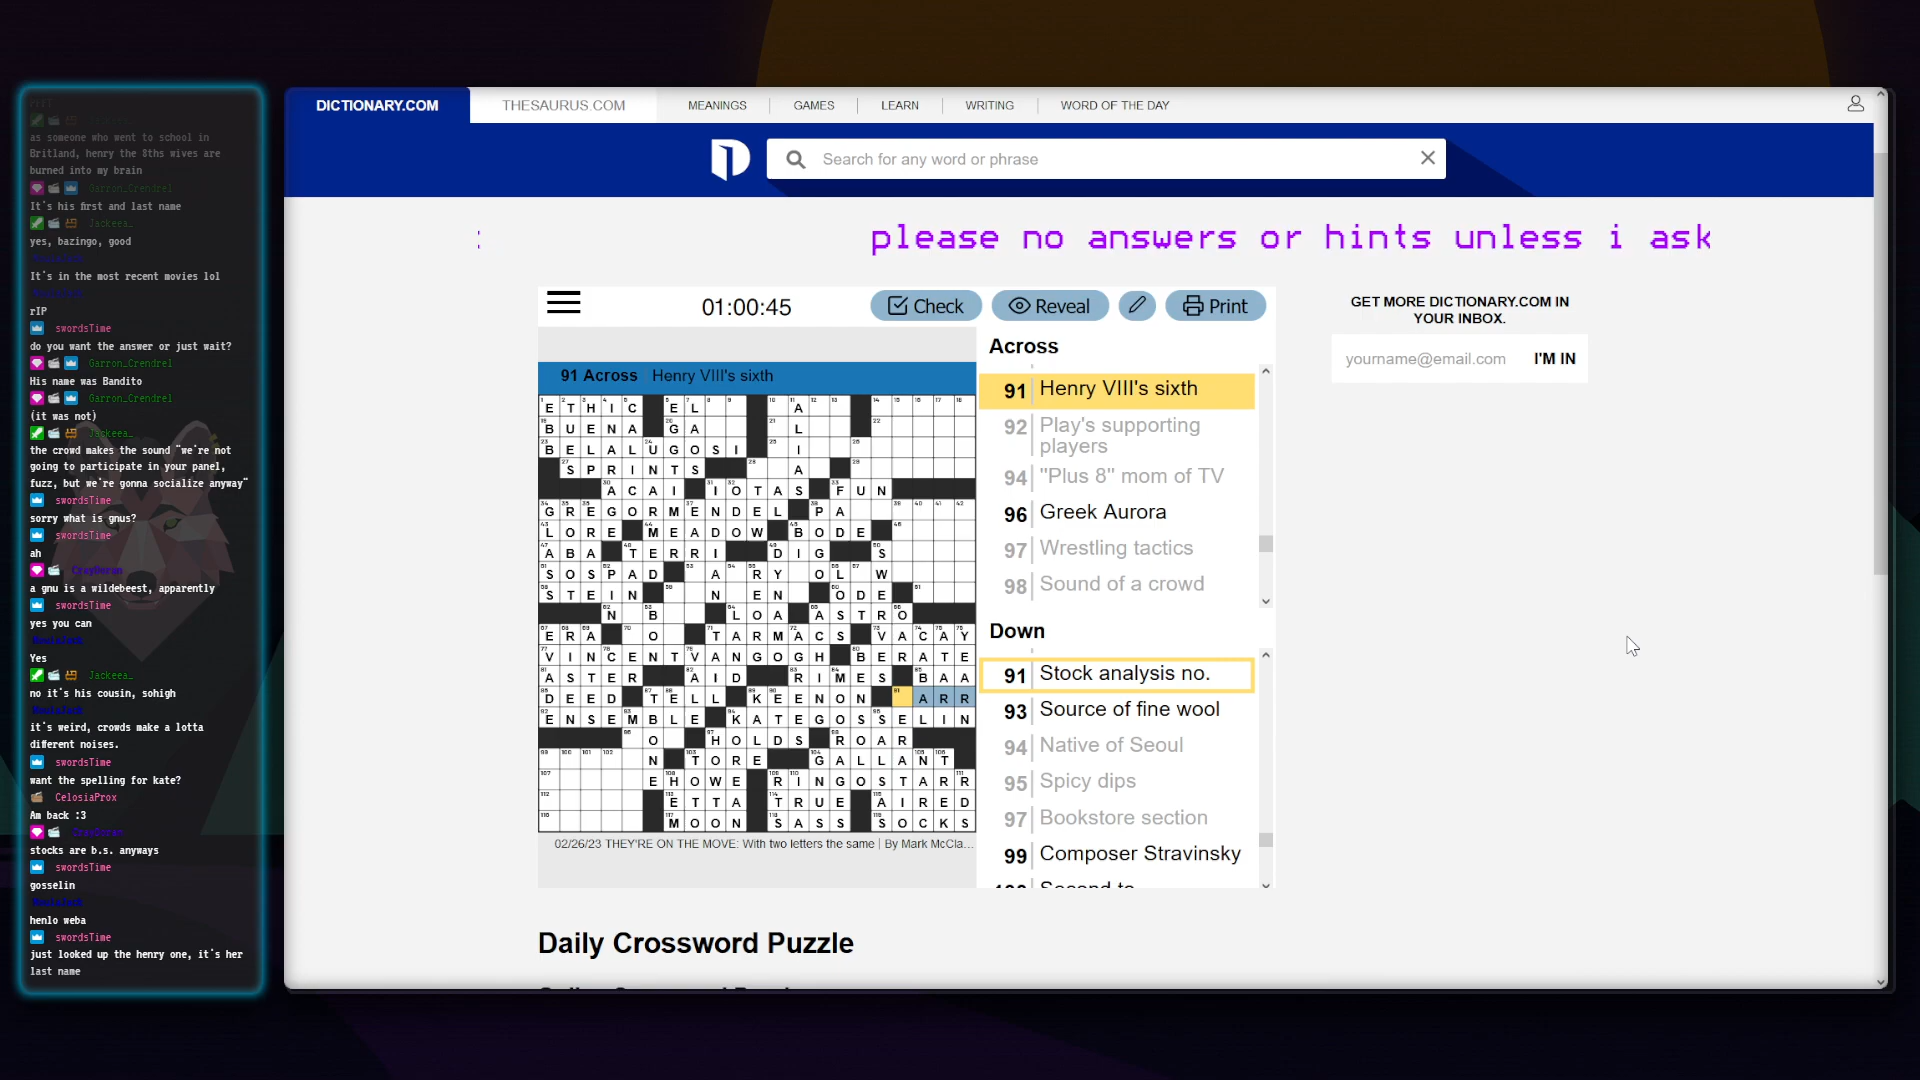 as someone who went to school in
Britland, henry the 8ths wives are
burned into my brain
Garron_Crendrel
It's his first and last name
Jackeea_
yes, bazingo, good
It's in the most recent movies lol
rIP
swordsTime
do you want the answer or just wait?
Garron_Crendrel
His name was Bandito
Garron_Crendrel
(it was not)
Jackeea_
the crowd makes the sound "we're not
going to participate in your panel,
fuzz, but we're gonna socialize anyway"
swordsTime
sorry what is gnus?
swordsTime
ah
a gnu is a wildebeest, apparently
swordsTime
yes you can
Yes
Jackeea_
no it's his cousin, sohigh
it's weird, crowds make a lotta
different noises.
swordsTime
want the spelling for kate?
CelosiaProx
Am back :3
stocks are b.s. anyways
swordsTime
gosselin
henlo weba
swordsTime
just looked up the henry one, it's her
last name
DICTIONARY.COM
THESAURUS.COM
MEANINGS
GAMES
LEARN
WRITING
WORD OF THE DAY
Search for any word or phrase
please no answers or hints unless i ask
01:00:45
Check
Reveal
Print
91 Across Henry VIII's sixth
E T H I C E L A
B U E N A G A L
B E L A L U G O S I I
S P R I N T S A
A C A I I O T A S F U N
G R E G O R M E N D E L P A
L O R E M E A D O W B O D E
A B A T E R R I D I G S
S O S P A D A R Y O L W
S T E I N N E N O D E
N B L O A A S T R O
E R A O T A R M A C S V A C A Y
V I N C E N T V A N G O G H B E R A T E
A S T E R A I D R I M E S B A A
D E E D T E L L K E E N O N A R R
E N S E M B L E K A T E G O S S E L I N
O H O L D S R O A R
N T O R E G A L L A N T
E H O W E R I N G O S T A R R
E T T A T R U E A I R E D
M O O N S A S S S O C K S
02/26/23 THEY'RE ON THE MOVE: With two letters the same | By Mark McCla...
Across
91 Henry VIII's sixth
92 Play's supporting
players
94 "Plus 8" mom of TV
96 Greek Aurora
97 Wrestling tactics
98 Sound of a crowd
Down
91 Stock analysis no.
93 Source of fine wool
94 Native of Seoul
95 Spicy dips
97 Bookstore section
99 Composer Stravinsky
GET MORE DICTIONARY.COM IN
YOUR INBOX.
yourname@email.com I'M IN
Daily Crossword Puzzle